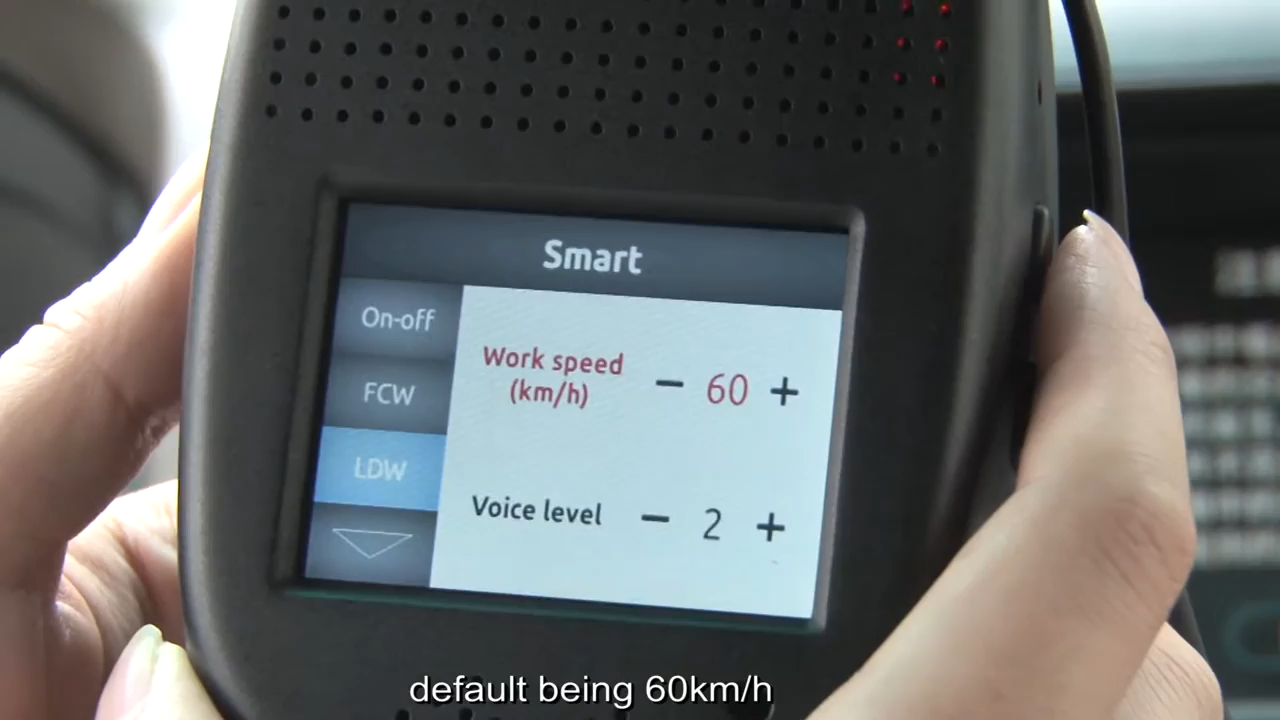 Smart
On-off
FCW
LDW
Work speed
(km/h)
− 60 +
Voice level
− 2 +
default being 60km/h